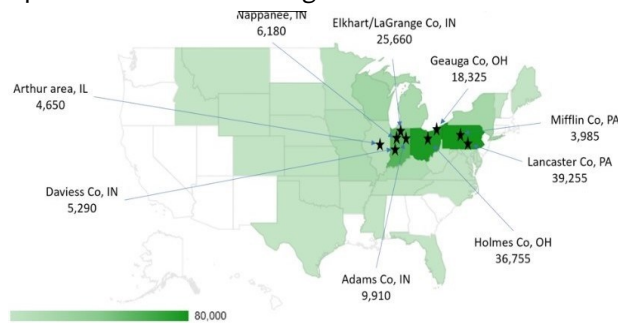 Nappanee, IN
6,180
Elkhart/LaGrange Co, IN
25,660
Geauga Co, OH
18,325
Arthur area, IL
4,650
Mifflin Co, PA
3,985
Lancaster Co, PA
39,255
Daviess Co, IN
5,290
Holmes Co, OH
36,755
Adams Co, IN
9,910
80,000